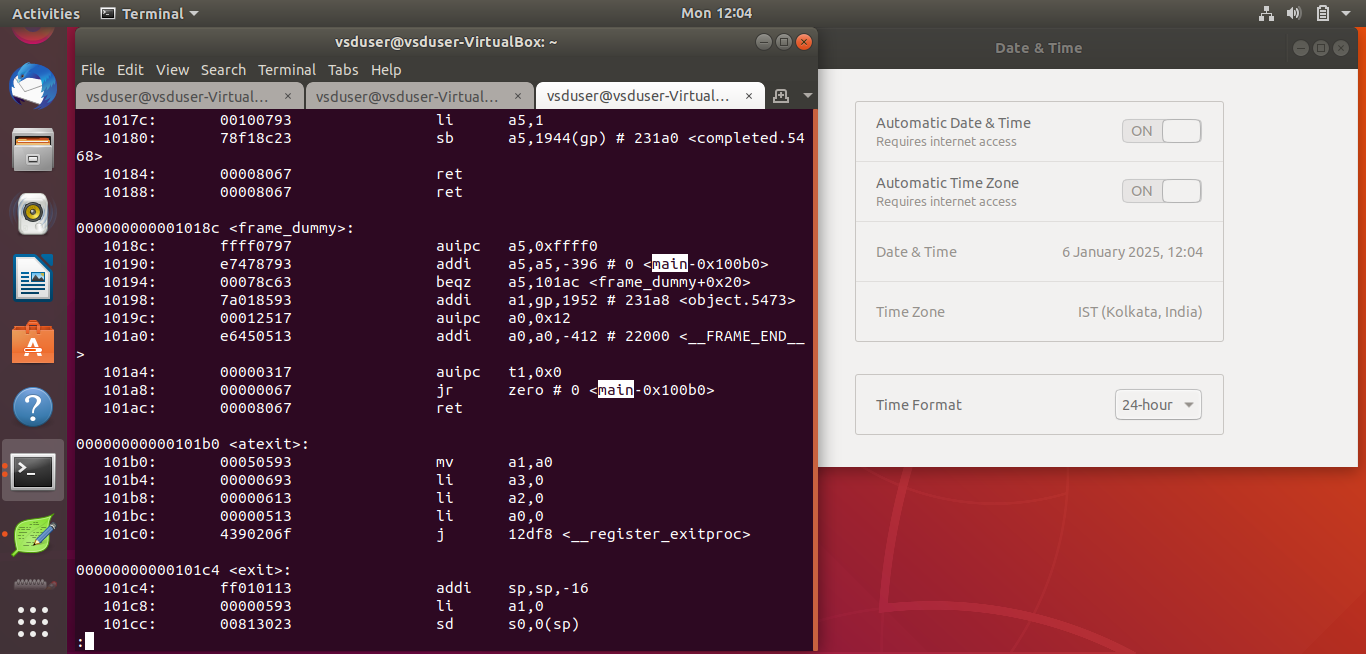 Activities Terminal Mon 12:04
vsduser@vsduser-VirtualBox: ~
File Edit View Search Terminal Tabs Help
vsduser@vsduser-Virtual... × vsduser@vsduser-Virtual... × vsduser@vsduser-Virtual... ×
1017c: 00100793 li a5,1
10180: 78f18c23 sb a5,1944(gp) # 231a0 <completed.54
68>
10184: 00008067 ret
10188: 00008067 ret
000000000001018c <frame_dummy>:
1018c: ffff0797 auipc a5,0xffff0
10190: e7478793 addi a5,a5,-396 # 0 <main-0x100b0>
10194: 00078c63 beqz a5,101ac <frame_dummy+0x20>
10198: 7a018593 addi a1,gp,1952 # 231a8 <object.5473>
1019c: 00012517 auipc a0,0x12
101a0: e6450513 addi a0,a0,-412 # 22000 <__FRAME_END__
>
101a4: 00000317 auipc t1,0x0
101a8: 00000067 jr zero # 0 <main-0x100b0>
101ac: 00008067 ret
00000000000101b0 <atexit>:
101b0: 00050593 mv a1,a0
101b4: 00000693 li a3,0
101b8: 00000613 li a2,0
101bc: 00000513 li a0,0
101c0: 4390206f j 12df8 <__register_exitproc>
00000000000101c4 <exit>:
101c4: ff010113 addi sp,sp,-16
101c8: 00000593 li a1,0
101cc: 00813023 sd s0,0(sp)
:
Date & Time
Automatic Date & Time ON
Requires internet access
Automatic Time Zone ON
Requires internet access
Date & Time 6 January 2025, 12:04
Time Zone IST (Kolkata, India)
Time Format 24-hour